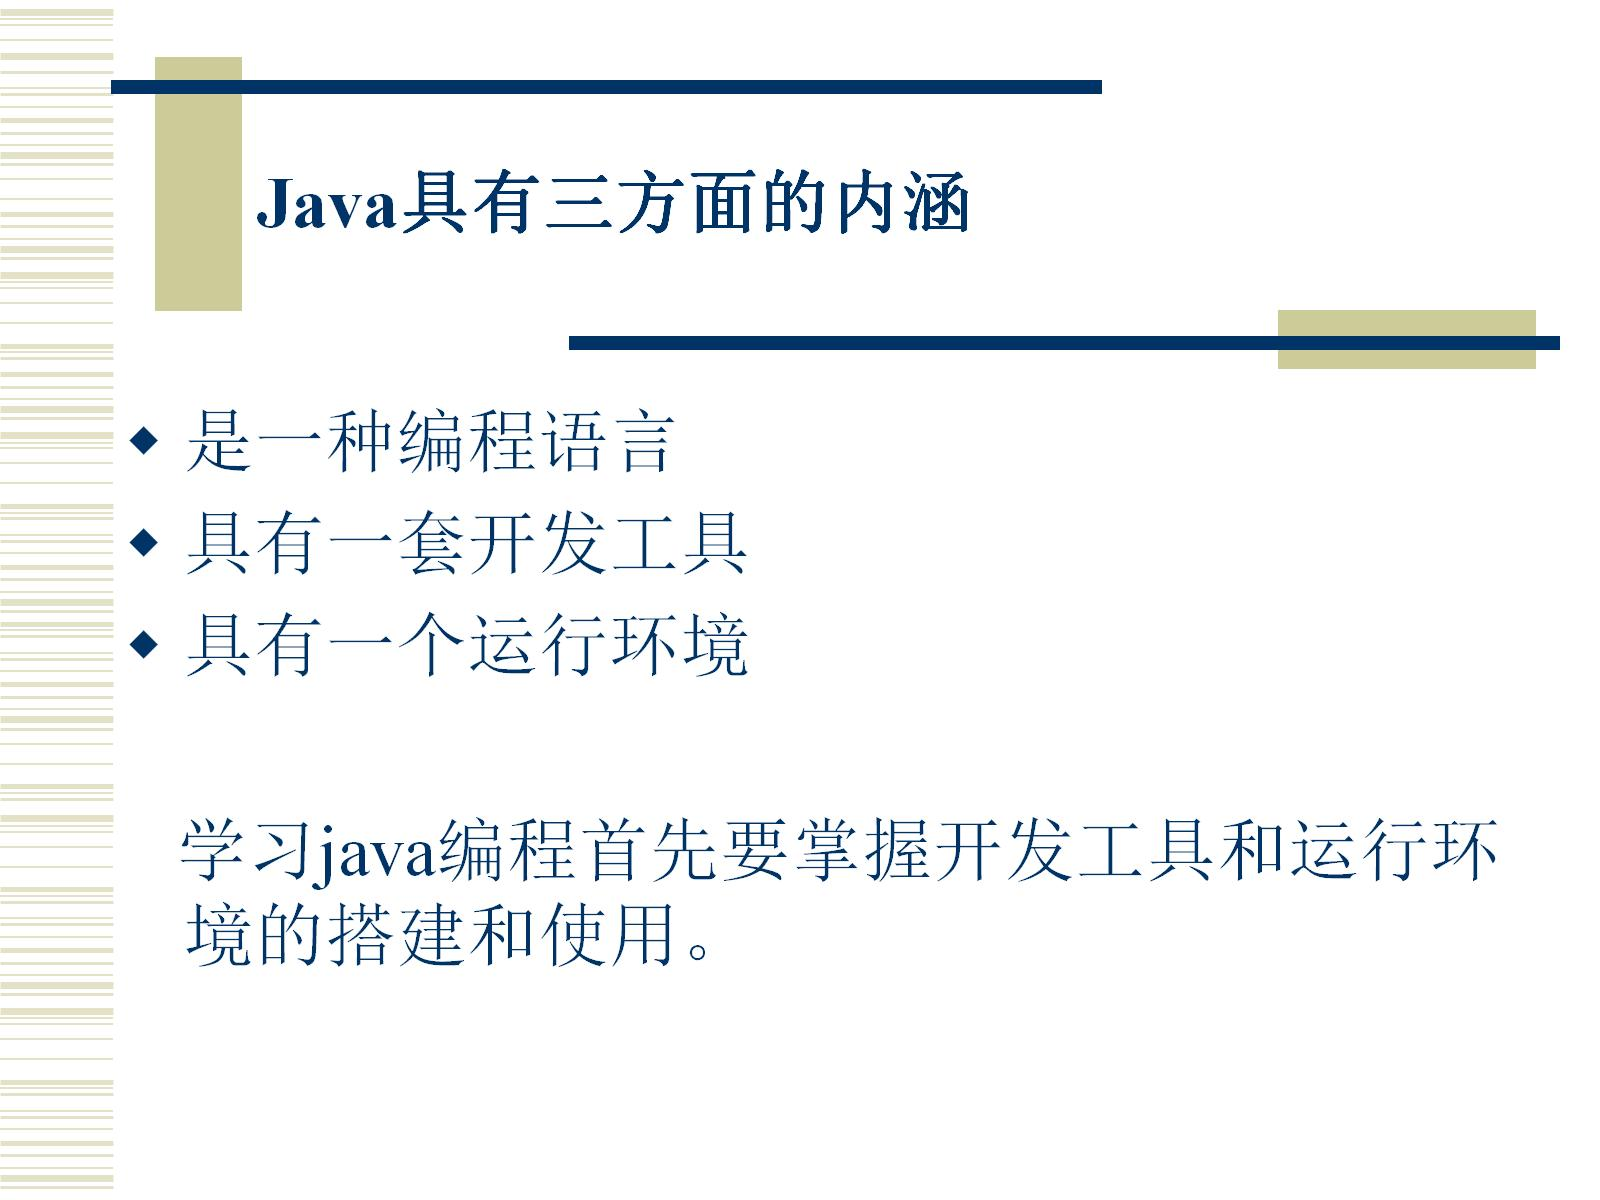 Java具有三方面的内涵
是一种编程语言
具有一套开发工具
具有一个运行环境
学习java编程首先要掌握开发工具和运行环
境的搭建和使用。